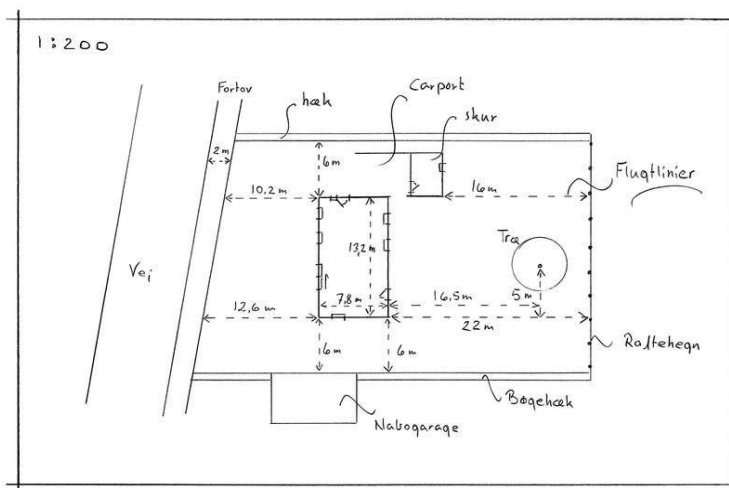 1:200
Fortov
hæk
Carport
skur
2m
6m
10,2m
16m
Flugtlinier
Træ
Vej
13,2m
7,8m
16,5m
5m
12,6m
22m
6m
6m
Raftehegn
Bøgehæk
Nabogarage